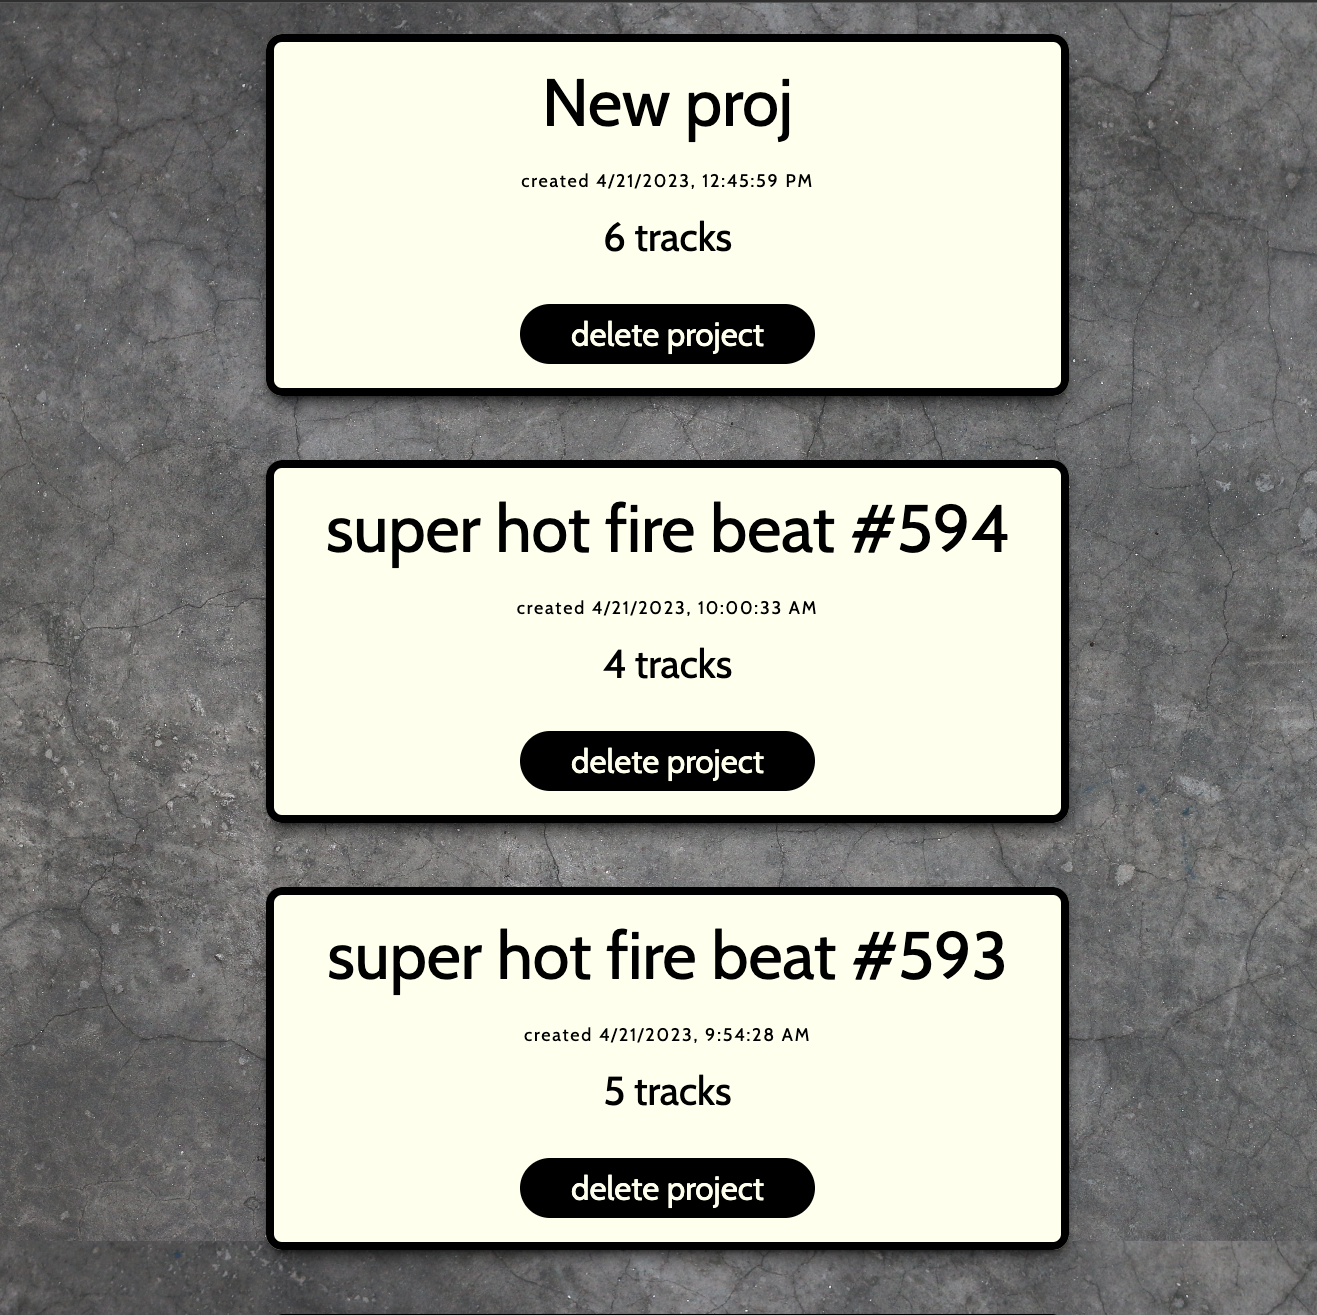 New proj
created 4/21/2023, 12:45:59 PM
6 tracks
delete project
super hot fire beat #594
created 4/21/2023, 10:00:33 AM
4 tracks
delete project
super hot fire beat #593
created 4/21/2023, 9:54:28 AM
5 tracks
delete project